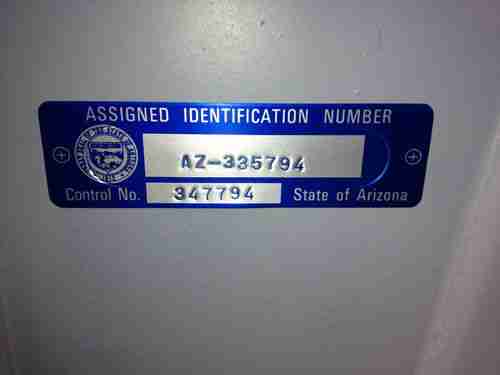 ASSIGNED IDENTIFICATION NUMBER
AZ-335794
Control No. 347794 State of Arizona